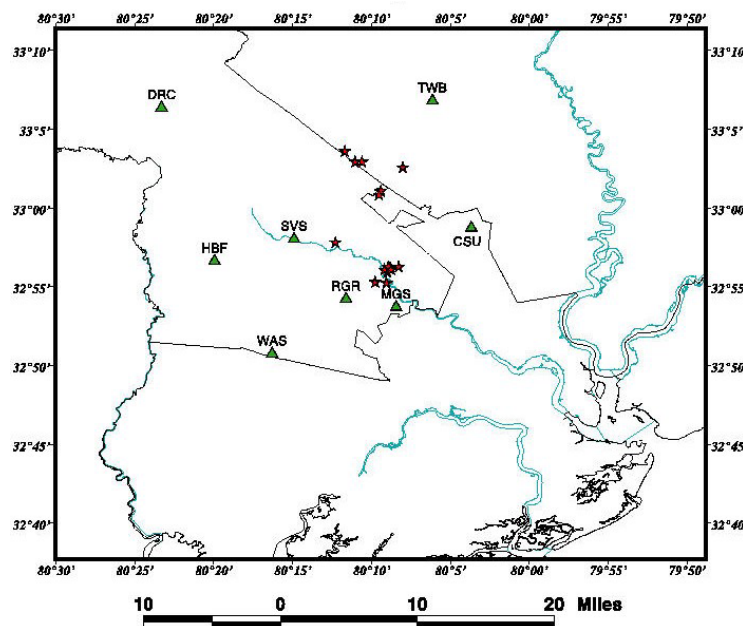 80°30' 80°25' 80°20' 80°15' 80°10' 80°5' 80°00' 79°55' 79°50'
33°10' 33°10'
DRC TWB
33°5' 33°5'
33°00' 33°00'
SVS CSU
HBF
32°55' 32°55'
RGR MGS
WAS
32°50' 32°50'
32°45' 32°45'
32°40' 32°40'
80°30' 80°25' 80°20' 80°15' 80°10' 80°5' 80°00' 79°55' 79°50'
10 0 10 20 Miles